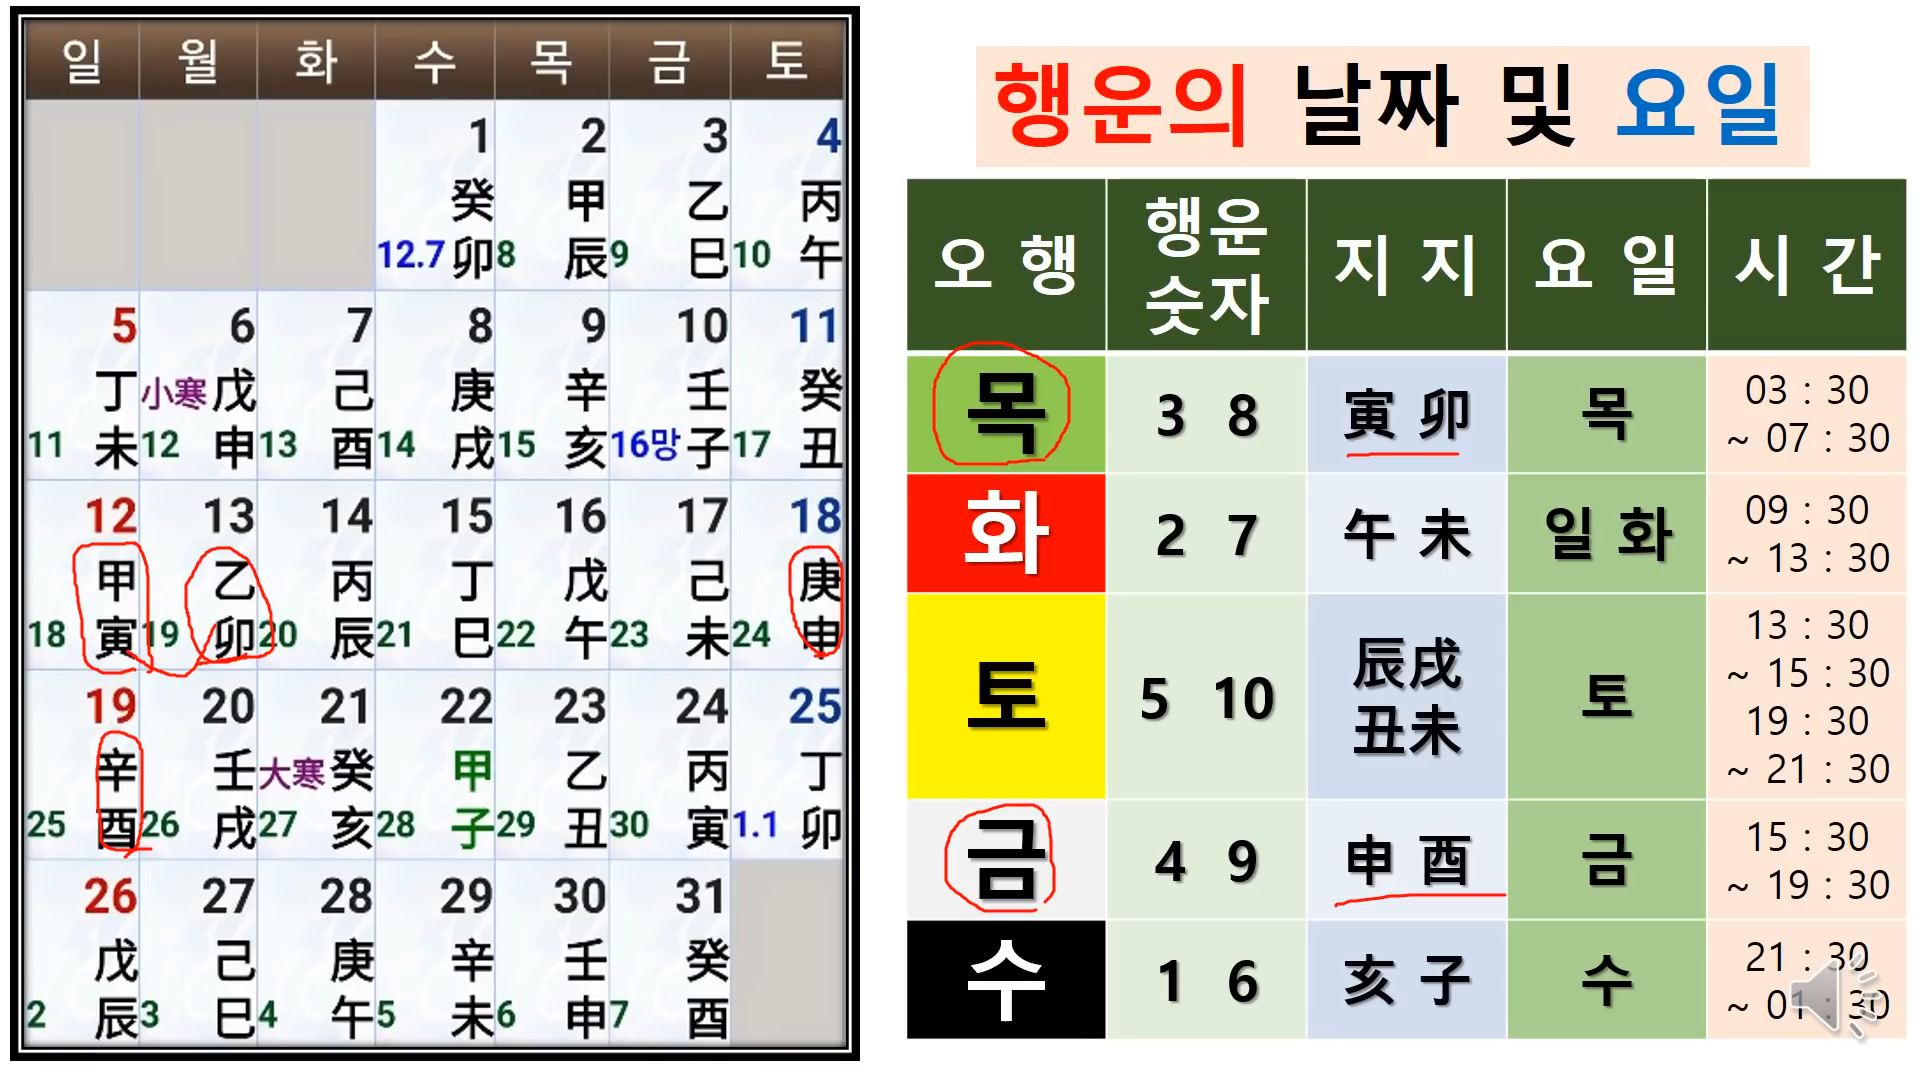 일 월 화 수 목 금 토
1 2 3 4
癸 甲 乙 丙
12.7 卯 8 辰 9 巳 10 午
5 6 7 8 9 10 11
丁 小寒 戊 己 庚 辛 壬 癸
11 未 12 申 13 酉 14 戌 15 亥 16망 子 17 丑
12 13 14 15 16 17 18
甲 乙 丙 丁 戊 己 庚
18 寅 19 卯 20 辰 21 巳 22 午 23 未 24 申
19 20 21 22 23 24 25
辛 壬 大寒 癸 甲 乙 丙 丁
25 酉 26 戌 27 亥 28 子 29 丑 30 寅 1.1 卯
26 27 28 29 30 31
戊 己 庚 辛 壬 癸
2 辰 3 巳 4 午 5 未 6 申 7 酉
행운의 날짜 및 요일
오 행 행운 숫자 지 지 요 일 시 간
목 3 8 寅 卯 목 03 : 30
~ 07 : 30
화 2 7 午 未 일 화 09 : 30
~ 13 : 30
토 5 10 辰戌 丑未 토 13 : 30
~ 15 : 30
19 : 30
~ 21 : 30
금 4 9 申 酉 금 15 : 30
~ 19 : 30
수 1 6 亥 子 수 21 : 30
~ 01 : 30